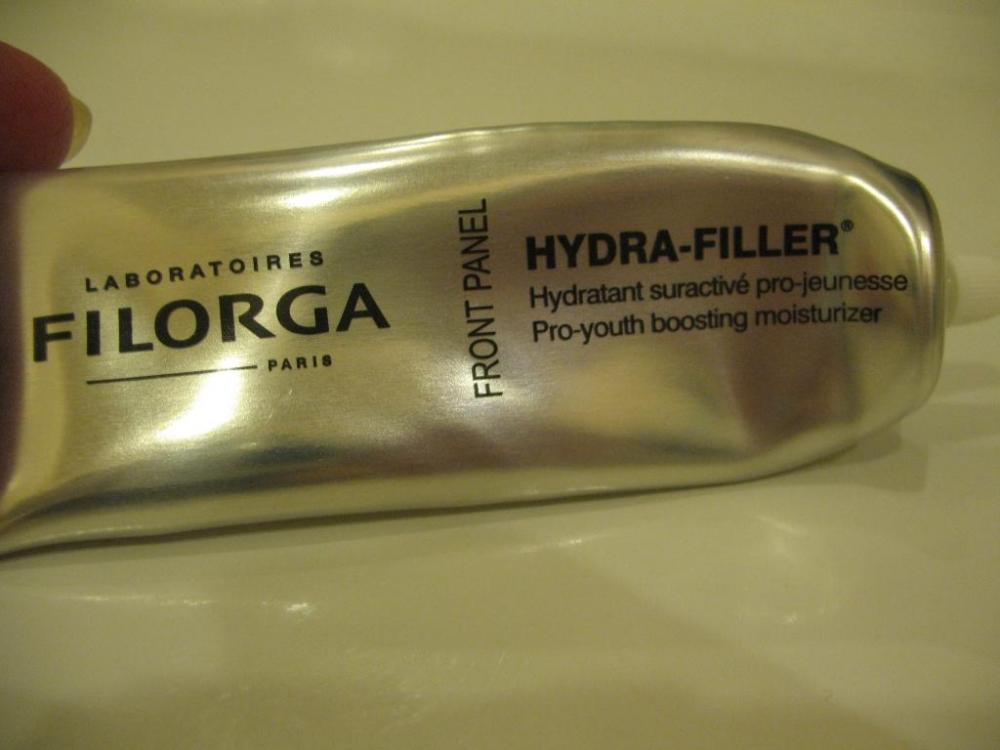 LABORATOIRES
FILORGA
PARIS
FRONT PANEL
HYDRA-FILLER®
Hydratant suractivé pro-jeunesse
Pro-youth boosting moisturizer